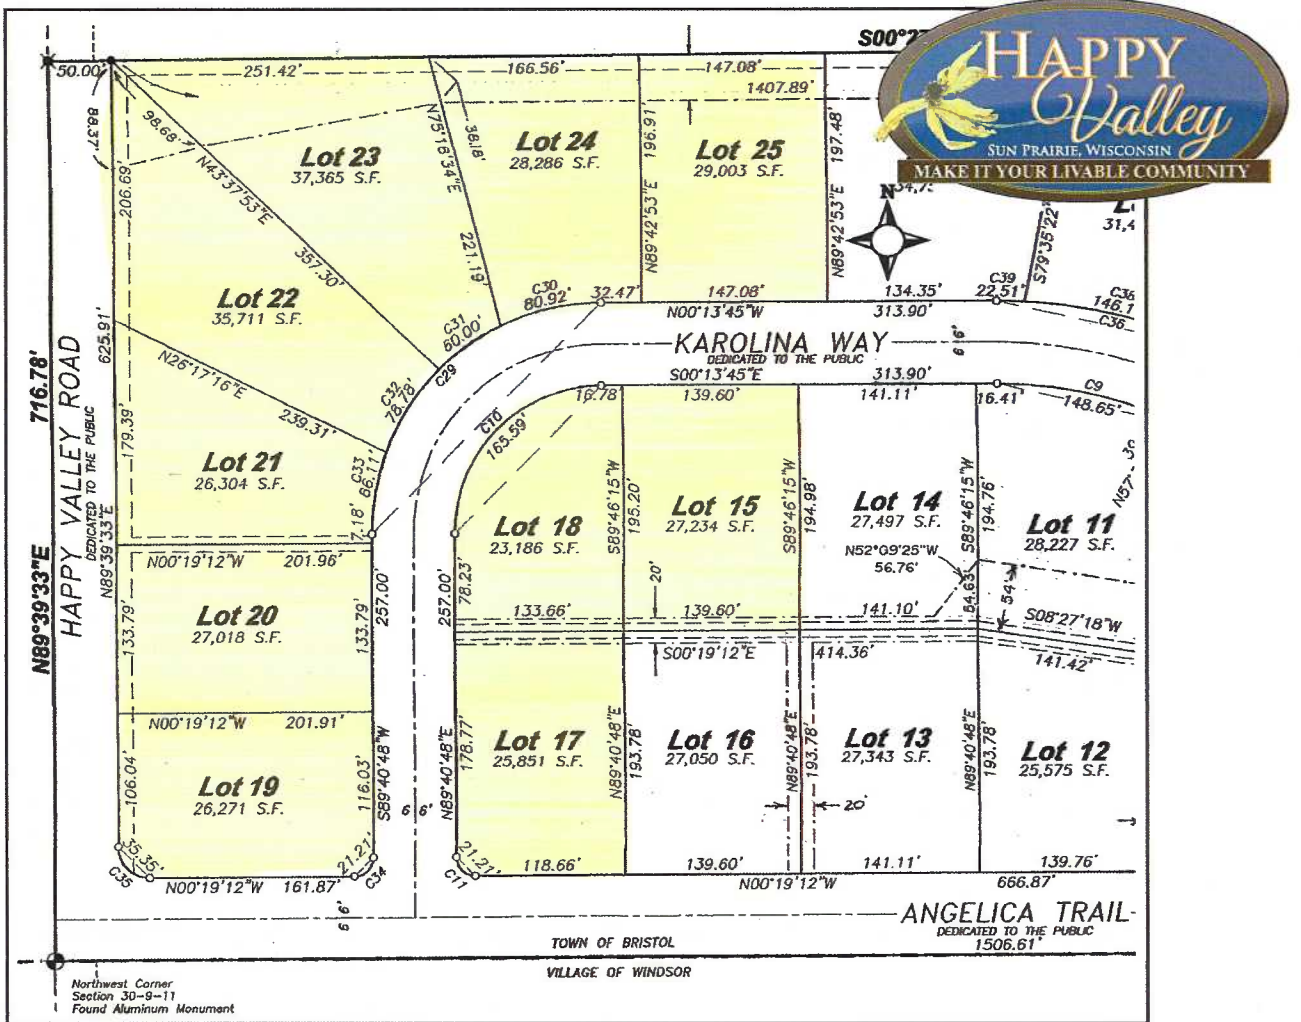 S00°27
HAPPY
Valley
SUN PRAIRIE, WISCONSIN
MAKE IT YOUR LIVABLE COMMUNITY
50.00'
251.42'
166.56'
147.08'
1407.89'
88.37'
98.68'
N43°37'53"E
357.30'
206.69'
Lot 23
37,365 S.F.
N75°16'34"E
38.18'
221.19'
Lot 24
28,286 S.F.
196.91'
N89°42'53"E
Lot 25
29,003 S.F.
197.48'
N89°42'53"E
N
34,7
S79°35'22"
31,4
Lot 22
35,711 S.F.
C30
80.92'
32.47'
147.08'
N00°13'45"W
134.35'
313.90'
C39
22.51'
C38
146.1
C36
625.91'
C31
60.00'
C29
KAROLINA WAY
DEDICATED TO THE PUBLIC
66'
S00°13'45"E
313.90'
N26°17'16"E
239.31'
C32
78.78'
C10
165.59'
16.78'
139.60'
141.11'
16.41'
C9
148.65'
716.78'
HAPPY VALLEY ROAD
DEDICATED TO THE PUBLIC
N89°39'33"E
N89°39'33"E
179.39'
Lot 21
26,304 S.F.
C33
66.11'
7.18'
N00°19'12"W
201.96'
Lot 18
23,186 S.F.
S89°46'15"W
195.20'
Lot 15
27,234 S.F.
S89°46'15"W
194.98'
Lot 14
27,497 S.F.
S89°46'15"W
194.76'
N52°09'25"W
56.76'
Lot 11
28,227 S.F.
N57°
54.63'
54'
133.79'
Lot 20
27,018 S.F.
133.79'
257.00'
257.00'
78.23'
133.66'
20'
139.60'
141.10'
S08°27'18"W
141.42'
S00°19'12"E
414.36'
N00°19'12"W
201.91'
106.04'
Lot 19
26,271 S.F.
116.03'
S89°40'48"W
66'
N89°40'48"E
178.77'
Lot 17
25,851 S.F.
N89°40'48"E
193.78'
Lot 16
27,050 S.F.
N89°40'48"E
193.78'
Lot 13
27,343 S.F.
20'
N89°40'48"E
193.78'
Lot 12
25,575 S.F.
35.35'
C35
N00°19'12"W
161.87'
21.21'
C34
21.21'
C11
118.66'
139.60'
N00°19'12"W
141.11'
139.76'
666.87'
66'
ANGELICA TRAIL
DEDICATED TO THE PUBLIC
1506.61'
TOWN OF BRISTOL
VILLAGE OF WINDSOR
Northwest Corner
Section 30-9-11
Found Aluminum Monument